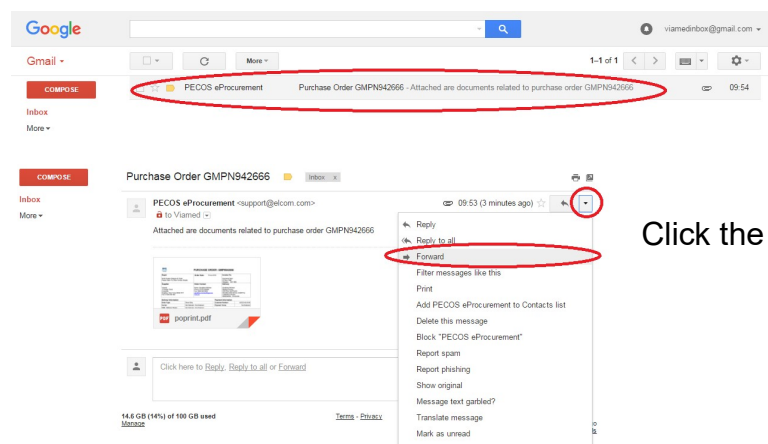 Google
viamedinbox@gmail.com
Gmail
More
1–1 of 1
COMPOSE
PECOS eProcurement Purchase Order GMPN942666 - Attached are documents related to purchase order GMPN942666 09:54
Inbox
More
COMPOSE
Purchase Order GMPN942666 Inbox x
Inbox
More
PECOS eProcurement <support@elcom.com> 09:53 (3 minutes ago)
to Viamed
Attached are documents related to purchase order GMPN942666
Reply
Reply to all
Click the
Forward
Filter messages like this
Print
Add PECOS eProcurement to Contacts list
PDF poprint.pdf
Delete this message
Block "PECOS eProcurement"
Report spam
Click here to Reply, Reply to all or Forward
Report phishing
Show original
Message text garbled?
14.6 GB (14%) of 100 GB used Terms - Privacy
Manage
Translate message
Mark as unread